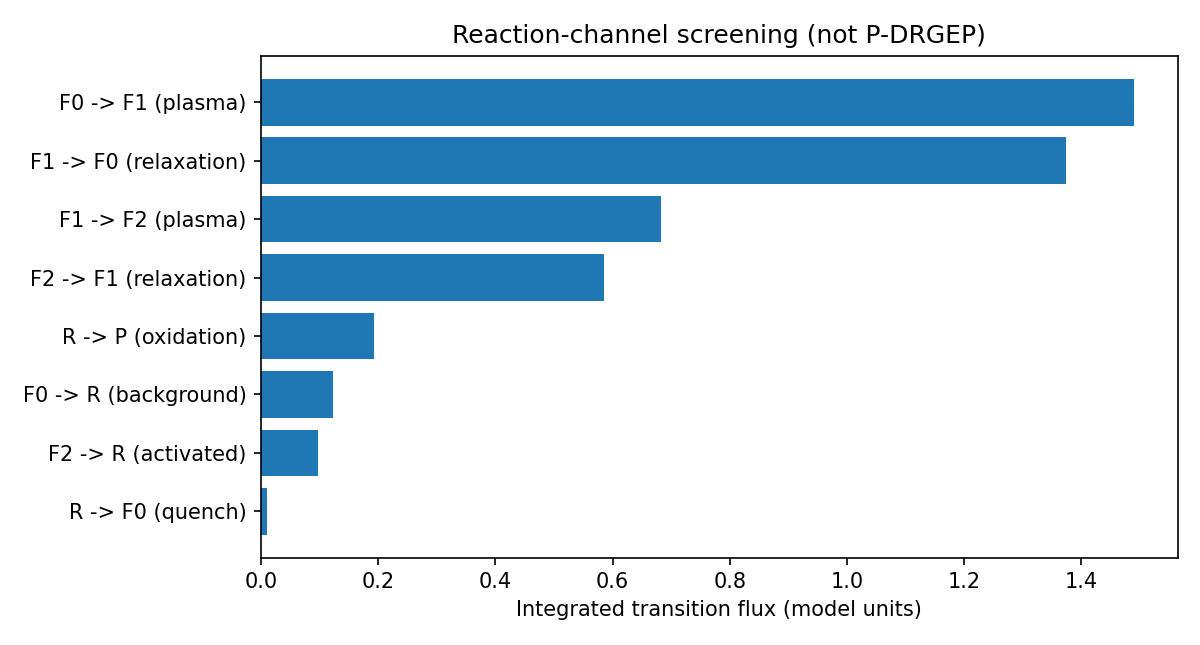 Reaction-channel screening (not P-DRGEP)
F0 -> F1 (plasma)
F1 -> F0 (relaxation)
F1 -> F2 (plasma)
F2 -> F1 (relaxation)
R -> P (oxidation)
F0 -> R (background)
F2 -> R (activated)
R -> F0 (quench)
0.0 0.2 0.4 0.6 0.8 1.0 1.2 1.4
Integrated transition flux (model units)